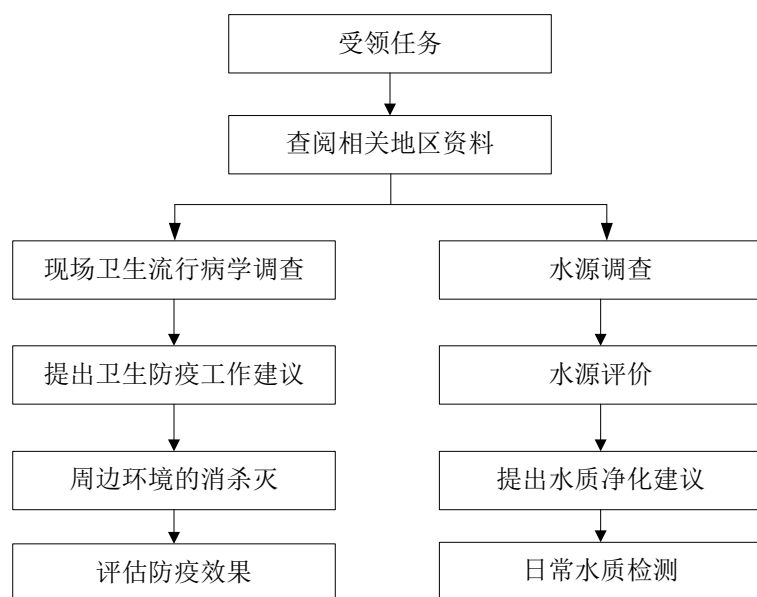 受领任务
查阅相关地区资料
现场卫生流行病学调查
水源调查
提出卫生防疫工作建议
水源评价
周边环境的消杀灭
提出水质净化建议
评估防疫效果
日常水质检测